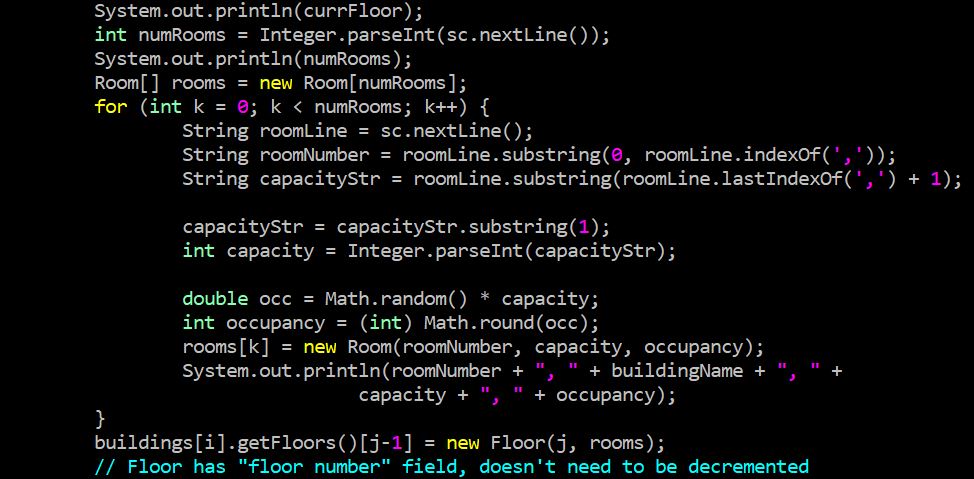 System.out.println(currFloor);
int numRooms = Integer.parseInt(sc.nextLine());
System.out.println(numRooms);
Room[] rooms = new Room[numRooms];
for (int k = 0; k < numRooms; k++) {
String roomLine = sc.nextLine();
String roomNumber = roomLine.substring(0, roomLine.indexOf(','));
String capacityStr = roomLine.substring(roomLine.lastIndexOf(',') + 1);
capacityStr = capacityStr.substring(1);
int capacity = Integer.parseInt(capacityStr);
double occ = Math.random() * capacity;
int occupancy = (int) Math.round(occ);
rooms[k] = new Room(roomNumber, capacity, occupancy);
System.out.println(roomNumber + ", " + buildingName + ", " +
capacity + ", " + occupancy);
}
buildings[i].getFloors()[j-1] = new Floor(j, rooms);
// Floor has "floor number" field, doesn't need to be decremented